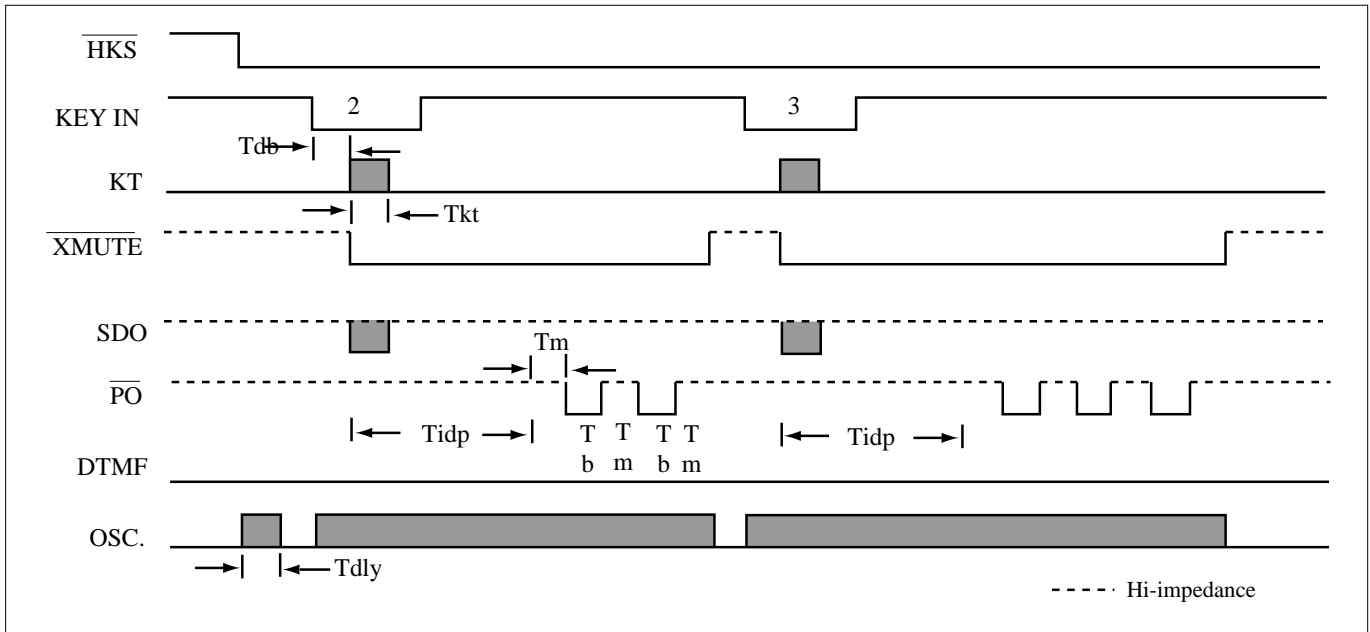 HKS
KEY IN
2
3
Tdb
KT
Tkt
XMUTE
SDO
Tm
PO
Tidp
T
b
T
m
T
b
T
m
Tidp
DTMF
OSC.
Tdly
Hi-impedance